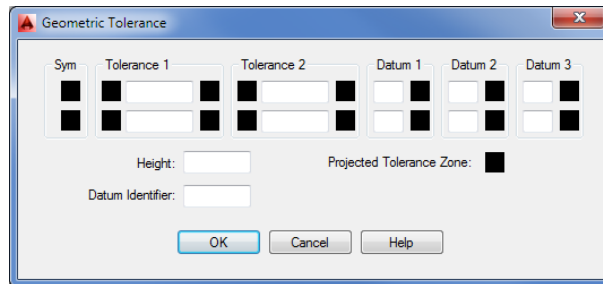 Geometric Tolerance
Sym Tolerance 1 Tolerance 2 Datum 1 Datum 2 Datum 3
Height: Projected Tolerance Zone:
Datum Identifier:
OK Cancel Help